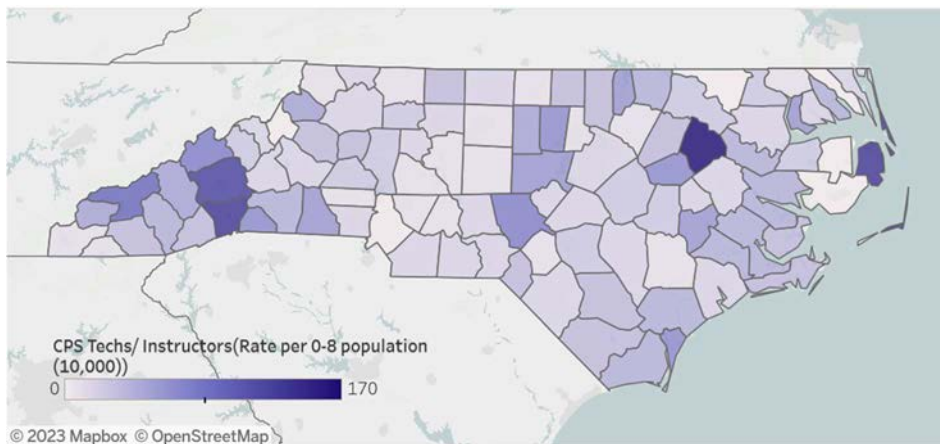 CPS Techs/ Instructors(Rate per 0-8 population
(10,000))
0 170
© 2023 Mapbox © OpenStreetMap